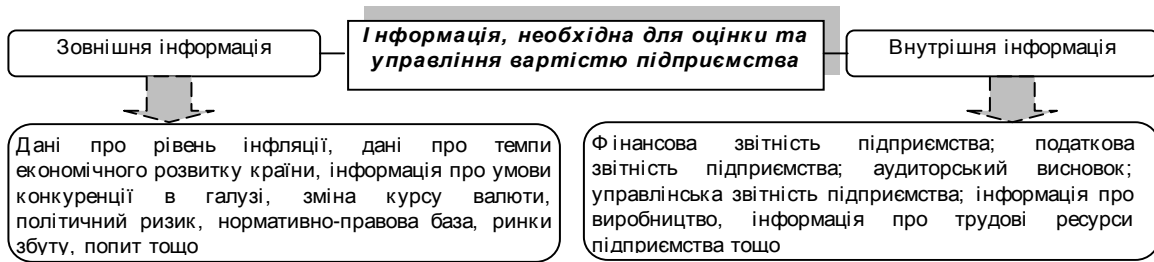 Інформація, необхідна для оцінки та
управління вартістю підприємства
Зовнішня інформація
Внутрішня інформація
Дані про рівень інфляції, дані про темпи
економічного розвитку країни, інформація про умови
конкуренції в галузі, зміна курсу валюти,
політичний ризик, нормативно-правова база, ринки
збуту, попит тощо
Фінансова звітність підприємства; податкова
звітність підприємства; аудиторський висновок;
управлінська звітність підприємства; інформація про
виробництво, інформація про трудові ресурси
підприємства тощо